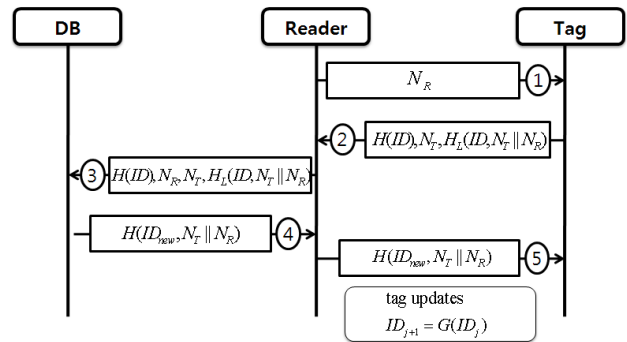 DB Reader Tag
N_R 1
2 H(ID), N_T, H_L(ID, N_T || N_R)
3 H(ID), N_R, N_T, H_L(ID, N_T || N_R)
H(ID_new, N_T || N_R) 4
H(ID_new, N_T || N_R) 5
tag updates
ID_{j+1} = G(ID_j)